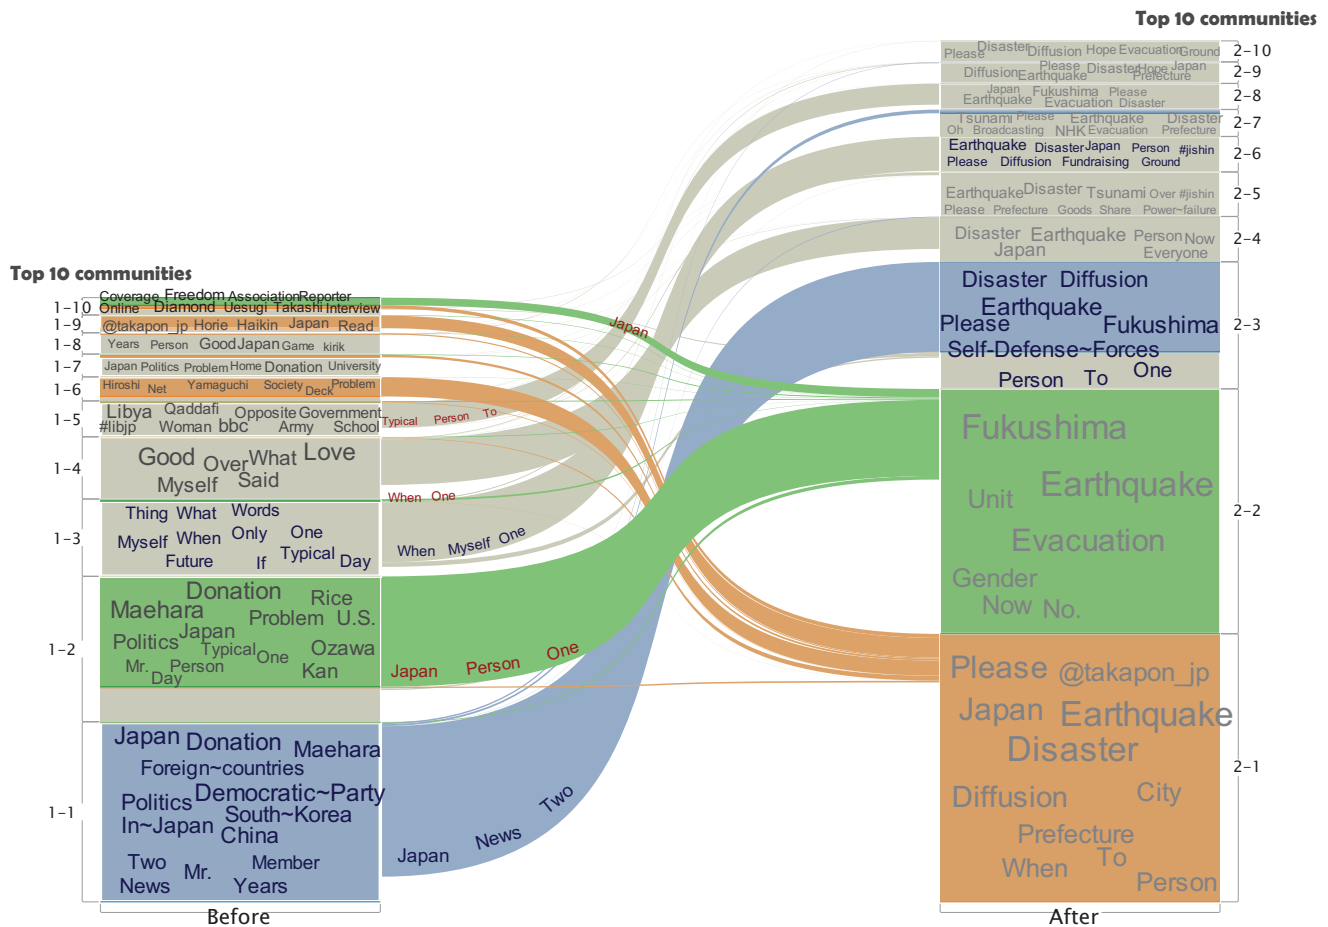 Top 10 communities
2-10
Please Disaster Diffusion Hope Evacuation Ground
2-9
Diffusion Earthquake Please Disaster Hope Japan Prefecture
2-8
Japan Fukushima Please
Earthquake Evacuation Disaster
2-7
Tsunami Please Earthquake Disaster
Oh Broadcasting NHK Evacuation Prefecture
2-6
Earthquake Disaster Japan Person #jishin
Please Diffusion Fundraising Ground
2-5
Earthquake Disaster Tsunami Over #jishin
Please Prefecture Goods Share Power~failure
2-4
Disaster Earthquake Person Now
Japan Everyone
2-3
Disaster Diffusion
Earthquake
Please Fukushima
Self-Defense~Forces
Person To One
2-2
Fukushima
Unit Earthquake
Evacuation
Gender
Now No.
2-1
Please @takapon_jp
Japan Earthquake
Disaster
Diffusion City
Prefecture
When To
Person
After
Top 10 communities
1-10
Coverage Freedom Association Reporter
Online Diamond Uesugi Takashi Interview
1-9
@takapon_jp Horie Haikin Japan Read
1-8
Years Person Good Japan Game kirik
1-7
Japan Politics Problem Home Donation University
1-6
Hiroshi Net Yamaguchi Society Deck Problem
1-5
Libya Qaddafi Opposite Government
#libjp Woman bbc Army School
1-4
Good Over What Love
Myself Said
1-3
Thing What Words
Myself When Only One
Future If Typical Day
1-2
Donation Rice
Maehara Problem U.S.
Japan
Politics Typical One Ozawa
Mr. Person Kan
Day
1-1
Japan Donation Maehara
Foreign~countries
Politics Democratic~Party
In~Japan South~Korea
China
Two Mr. Member
News Years
Before
Japan
Typical Person To
When One
When Myself One
Japan Person One
Japan News Two